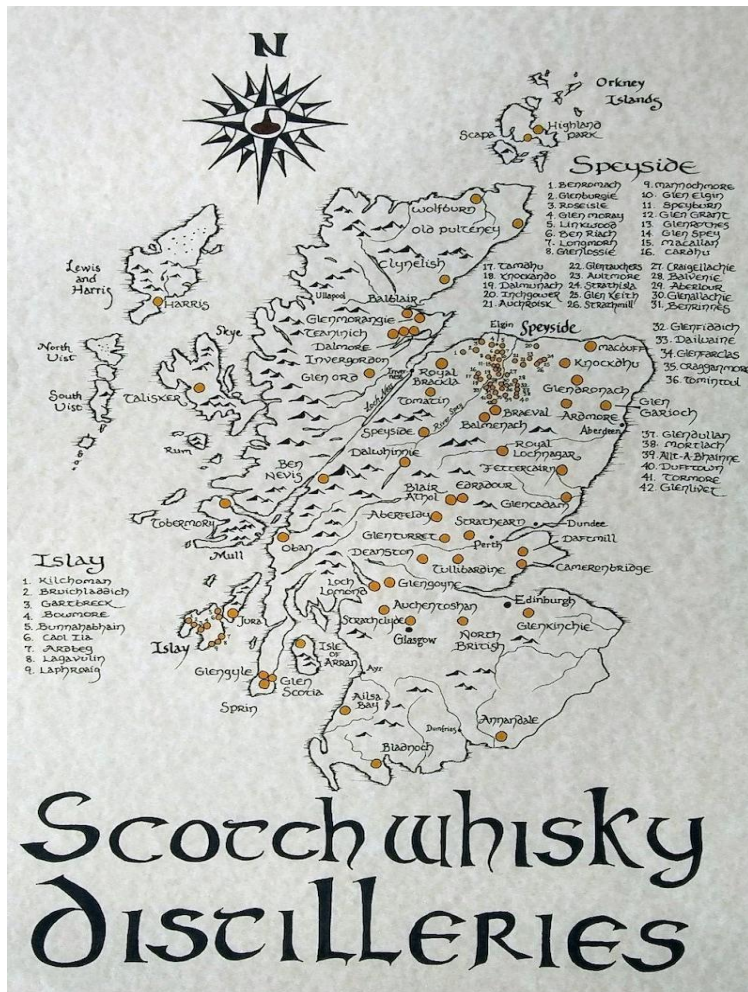 N
Orkney
Islands
Scapa
Highland
Park
Speyside
1. Benromach
2. Glenburgie
3. Roseisle
4. Glen Moray
5. Linkwood
6. Ben Riach
7. Longmorn
8. Glenlossie
9. Mannochmore
10. Glen Elgin
11. Speyburn
12. Glen Grant
13. Glenrothes
14. Glen Spey
15. Macallan
16. Cardhu
17. Tamdhu
18. Knockando
19. Dalmunach
20. Inchgower
21. Auchroisk
22. Glentauchers
23. Aultmore
24. Strathisla
25. Glen Keith
26. Strathmill
27. Craigellachie
28. Balvenie
29. Aberlour
30. Glenallachie
31. Benrinnes
32. Glenfiddich
33. Dailuaine
34. Glenfarclas
35. Cragganmore
36. Tomintoul
37. Glendullan
38. Mortlach
39. Allt-A-Bhainne
40. Dufftown
41. Tormore
42. Glenlivet
Wolfburn
Old Pulteney
Clynelish
Lewis
and
Harris
Harris
Ullapool
Balblair
Glenmorangie
Teaninich
Dalmore
Invergordon
Glen Ord
Inverness
Loch Ness
North
Uist
South
Uist
Skye
Talisker
Rum
Elgin
Speyside
Macduff
Knockdhu
Royal
Brackla
Tomatin
Glendronach
Glen
Garioch
Ardmore
Aberdeen
Braeval
Balmenach
River Spey
Speyside
Dalwhinnie
Royal
Lochnagar
Fettercairn
Ben
Nevis
Blair
Athol
Edradour
Glencadam
Tobermory
Mull
Oban
Aberfeldy
Strathearn
Dundee
Glenturret
Perth
Daftmill
Deanston
Tullibardine
Cameronbridge
Loch
Lomond
Glengoyne
Edinburgh
Auchentoshan
Strathclyde
Glasgow
North
British
Glenkinchie
Islay
1. Kilchoman
2. Bruichladdich
3. Gartbreck
4. Bowmore
5. Bunnahabhain
6. Caol Ila
7. Ardbeg
8. Lagavulin
9. Laphroaig
Jura
Islay
Isle
of
Arran
Glengyle
Glen
Scotia
Sprin
Ayr
Ailsa
Bay
Dumfries
Annandale
Bladnoch
Scotch Whisky
Distilleries